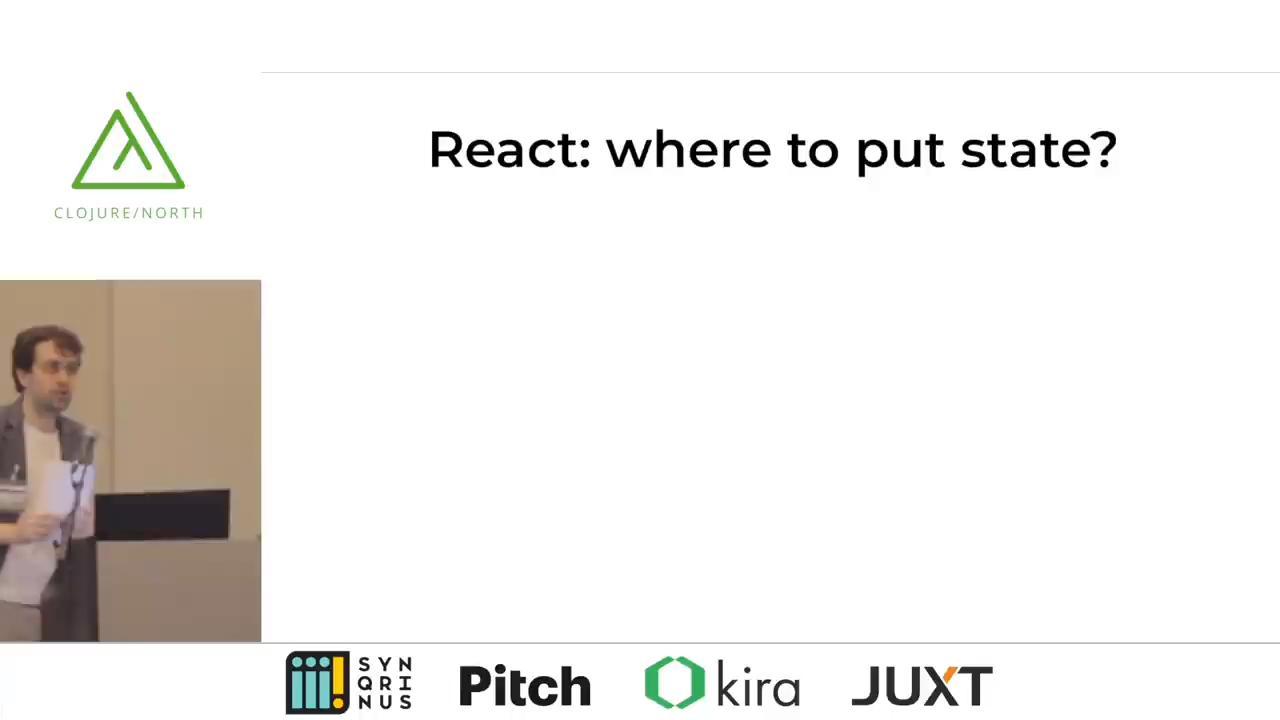 React: where to put state?
CLOJURE/NORTH
SYN
QRI
NUS
Pitch
kira
JUXT